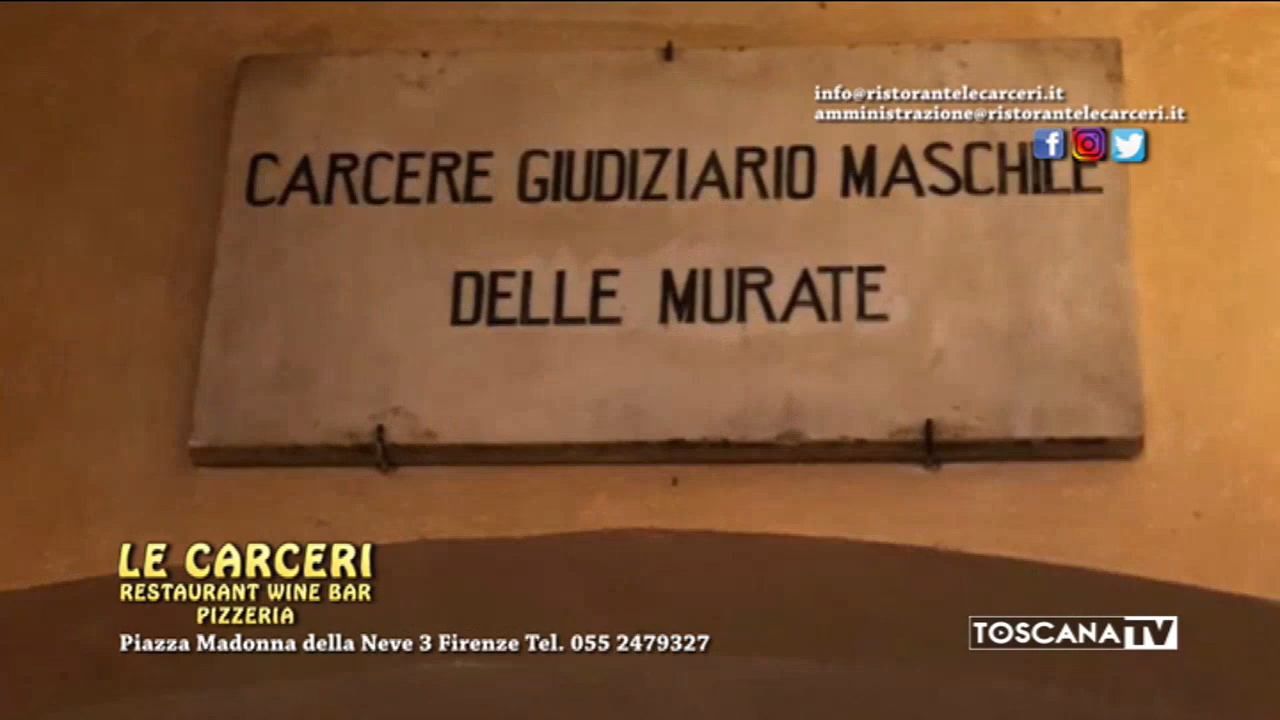 info@ristorantelecarceri.it
amministrazione@ristorantelecarceri.it
CARCERE GIUDIZIARIO MASCHILE
DELLE MURATE
LE CARCERI
RESTAURANT WINE BAR
PIZZERIA
Piazza Madonna della Neve 3 Firenze Tel. 055 2479327
TOSCANA TV